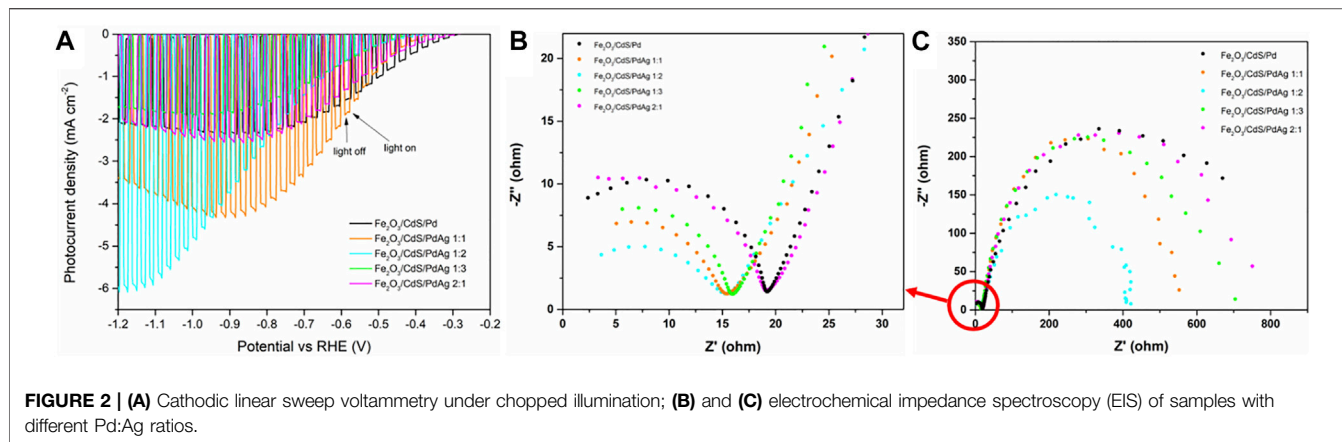 A
0
-1
-2
-3
-4
-5
-6
Photocurrent density (mA cm⁻²)
light off
light on
Fe₂O₃/CdS/Pd
Fe₂O₃/CdS/PdAg 1:1
Fe₂O₃/CdS/PdAg 1:2
Fe₂O₃/CdS/PdAg 1:3
Fe₂O₃/CdS/PdAg 2:1
-1.2 -1.1 -1.0 -0.9 -0.8 -0.7 -0.6 -0.5 -0.4 -0.3 -0.2
Potential vs RHE (V)
B
-22
20
15
10
5
0
-Z'' (ohm)
Fe₂O₃/CdS/Pd
Fe₂O₃/CdS/PdAg 1:1
Fe₂O₃/CdS/PdAg 1:2
Fe₂O₃/CdS/PdAg 1:3
Fe₂O₃/CdS/PdAg 2:1
0 5 10 15 20 25 30
Z' (ohm)
C
350
300
250
200
150
100
50
0
-Z'' (ohm)
Fe₂O₃/CdS/Pd
Fe₂O₃/CdS/PdAg 1:1
Fe₂O₃/CdS/PdAg 1:2
Fe₂O₃/CdS/PdAg 1:3
Fe₂O₃/CdS/PdAg 2:1
0 200 400 600 800
Z' (ohm)
FIGURE 2 | (A) Cathodic linear sweep voltammetry under chopped illumination; (B) and (C) electrochemical impedance spectroscopy (EIS) of samples with
different Pd:Ag ratios.